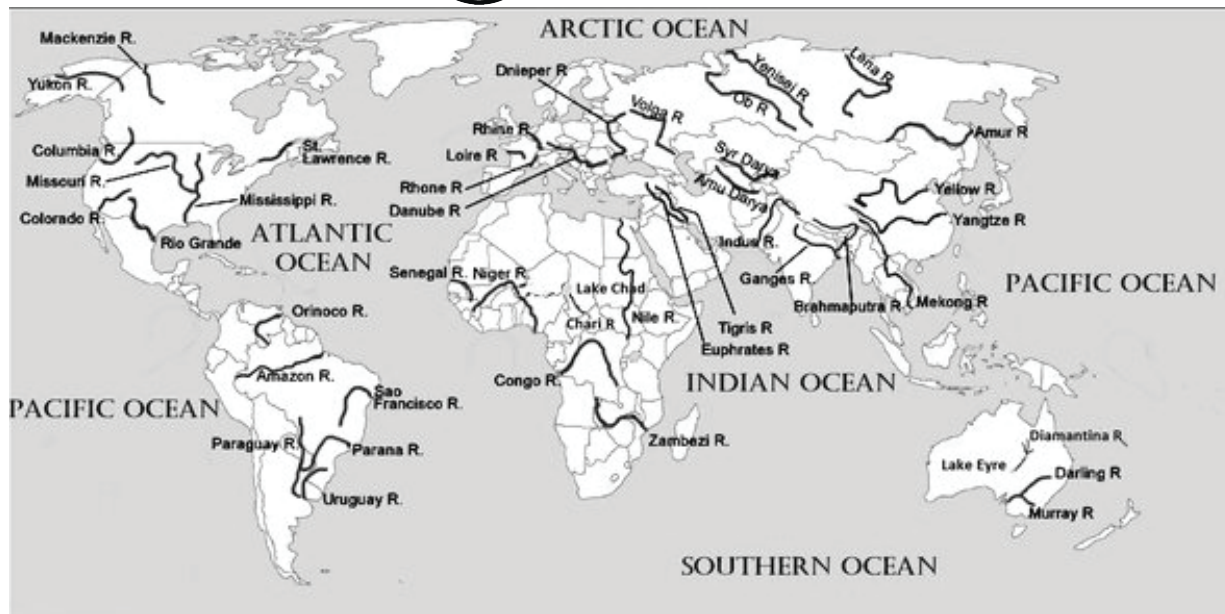 ARCTIC OCEAN
Mackenzie R.
Yukon R.
Dnieper R
Lena R
Yenisej R
Ob R
Volga R
Columbia R.
St.
Lawrence R.
Rhine R
Amur R
Missouri R.
Loire R
Syr Darya
Rhone R
Amu Darya
Yellow R.
Mississippi R.
Colorado R.
Danube R
Yangtze R
Rio Grande
ATLANTIC
OCEAN
Indus R.
Ganges R
Senegal R.
Niger R.
Lake Chad
PACIFIC OCEAN
Brahmaputra R.
Mekong R
Orinoco R.
Chari R
Nile R.
Tigris R
Euphrates R
Amazon R.
Congo R.
INDIAN OCEAN
Sao
Francisco R.
PACIFIC OCEAN
Paraguay R.
Parana R.
Zambezi R.
Diamantina R
Lake Eyre
Darling R
Uruguay R.
Murray R
SOUTHERN OCEAN